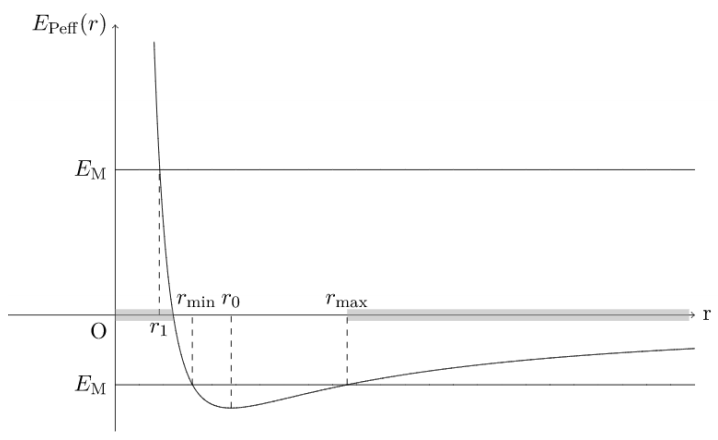 E_Peff(r)
E_M
r_min r_0 r_max
r
O
r_1
E_M